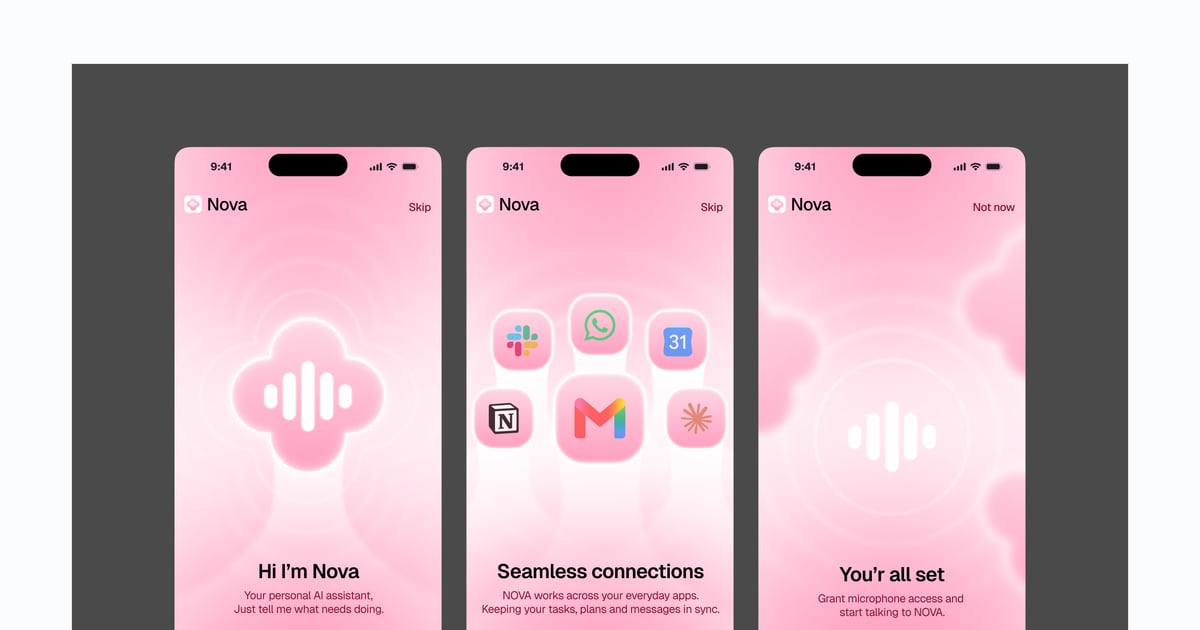 9:41
Nova
Skip
Hi I'm Nova
Your personal AI assistant,
Just tell me what needs doing.
9:41
Nova
Skip
31
N
Seamless connections
NOVA works across your everyday apps.
Keeping your tasks, plans and messages in sync.
9:41
Nova
Not now
You'r all set
Grant microphone access and
start talking to NOVA.